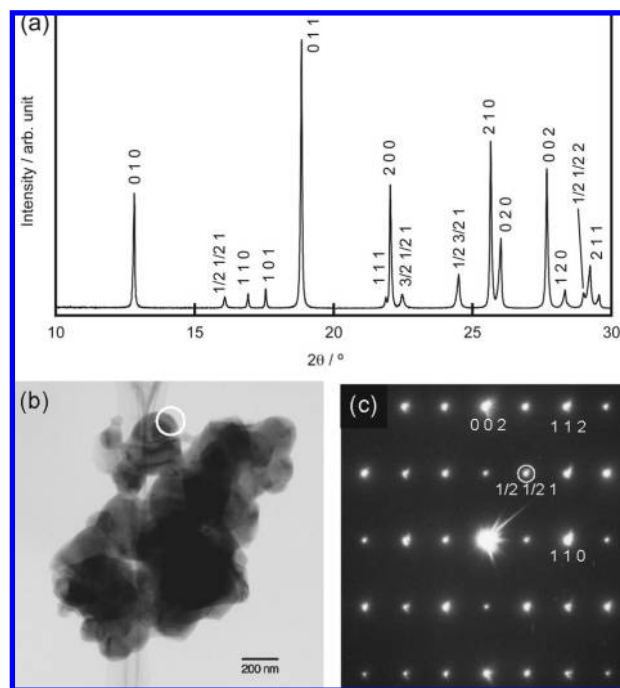 (a)
Intensity / arb. unit
0 1 0
1/2 1/2 1
1 1 0
1 0 1
0 1 1
1 1 1
2 0 0
3/2 1/2 1
1/2 3/2 1
2 1 0
0 2 0
0 0 2
1 2 0
1/2 1/2 2
2 1 1
10
15
20
25
30
2θ / °
(b)
200 nm
(c)
0 0 2
1 1 2
1/2 1/2 1
1 1 0